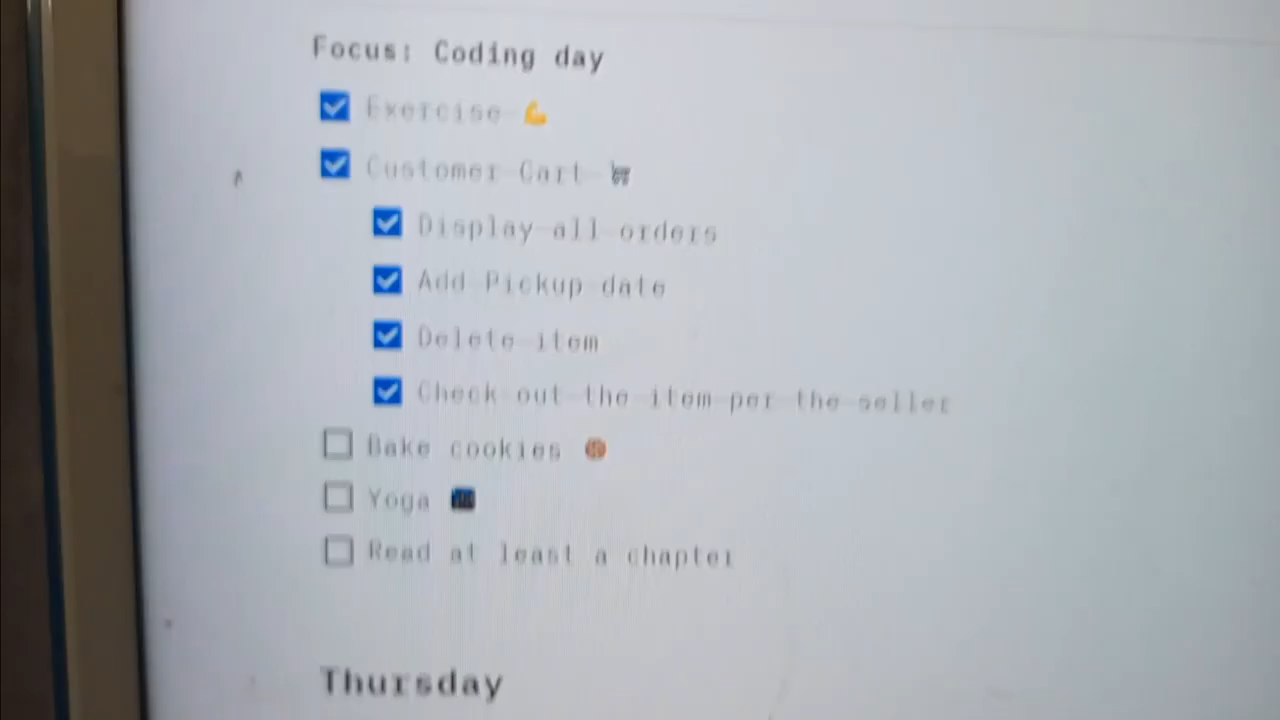 Focus: Coding day
Exercise 💪
Customer Cart 🛒
Display all orders
Add Pickup date
Delete item
Check out the item per the seller
Bake cookies 🍪
Yoga
Read at least a chapter
Thursday